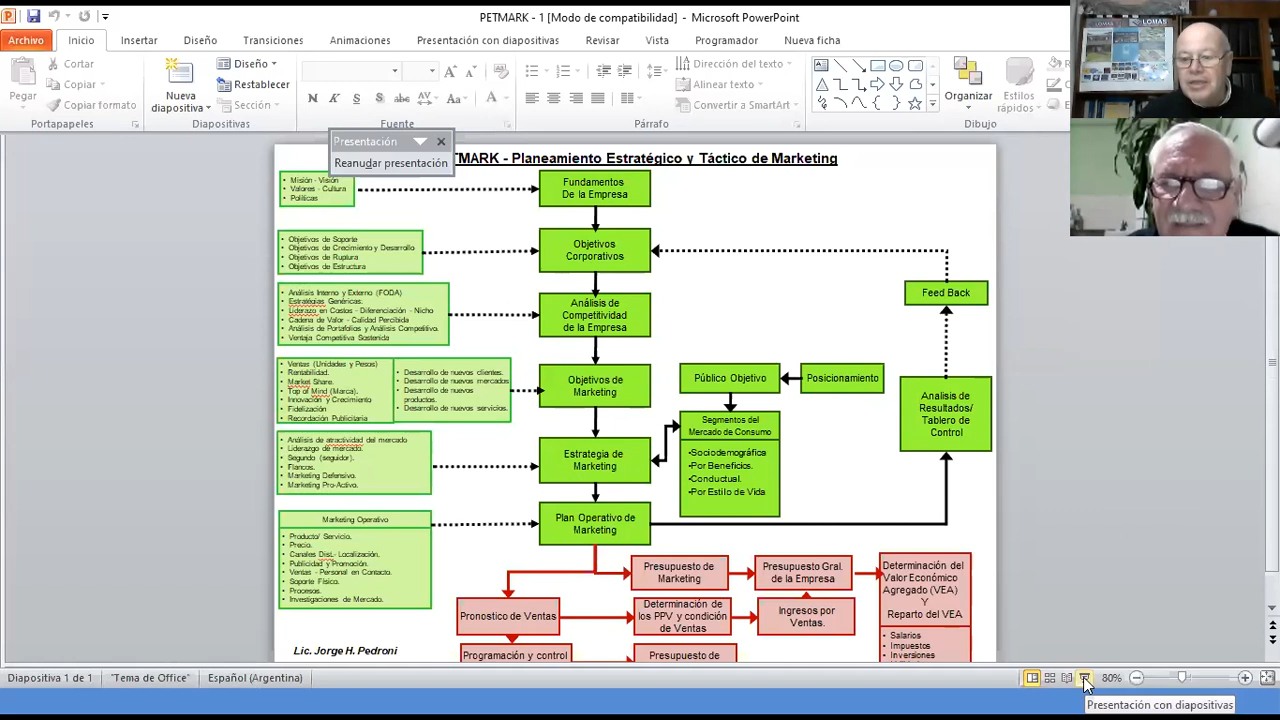 PETMARK - 1 [Modo de compatibilidad] - Microsoft PowerPoint
Archivo Inicio Insertar Diseño Transiciones Animaciones Presentación con diapositivas Revisar Vista Programador Nueva ficha
Pegar
Cortar
Copiar
Copiar formato
Portapapeles
Nueva diapositiva
Diseño
Restablecer
Sección
Diapositivas
Fuente
Dirección del texto
Alinear texto
Convertir a SmartArt
Párrafo
Organizar
Estilos rápidos
Dibujo
LOMAS
Presentación
Reanudar presentación
TMARK - Planeamiento Estratégico y Táctico de Marketing
• Misión - Visión
• Valores - Cultura
• Políticas
Fundamentos
De la Empresa
• Objetivos de Soporte
• Objetivos de Crecimiento y Desarrollo
• Objetivos de Ruptura
• Objetivos de Estructura
Objetivos
Corporativos
Feed Back
• Análisis Interno y Externo (FODA)
• Estratégias Genéricas.
• Liderazo en Costos - Diferenciación - Nicho
• Cadena de Valor - Calidad Percibida
• Análisis de Portafolios y Análisis Competitivo.
• Ventaja Competitiva Sostenida
Análisis de
Competitividad
de la Empresa
• Ventas (Unidades y Pesos)
• Rentabilidad.
• Market Share.
• Top of Mind (Marca).
• Innovación y Crecimiento
• Fidelización
• Recordación Publicitaria
• Desarrollo de nuevos clientes.
• Desarrollo de nuevos mercados
• Desarrollo de nuevos
productos.
• Desarrollo de nuevos servicios.
Objetivos de
Marketing
Público Objetivo
Posicionamiento
Analisis de
Resultados/
Tablero de
Control
• Análisis de atractividad del mercado
• Liderazgo de mercado.
• Segundo (seguidor).
• Flancos.
• Marketing Defensivo.
• Marketing Pro-Activo.
Estrategia de
Marketing
Segmentos del
Mercado de Consumo
•Sociodemográfica
•Por Beneficios.
•Conductual.
•Por Estilo de Vida
Marketing Operativo
• Producto/ Servicio.
• Precio.
• Canales Dist.- Localización.
• Publicidad y Promoción.
• Ventas - Personal en Contacto.
• Soporte Físico.
• Procesos.
• Investigaciones de Mercado.
Plan Operativo de
Marketing
Presupuesto de
Marketing
Presupuesto Gral.
de la Empresa
Determinación del
Valor Económico
Agregado (VEA)
Y
Reparto del VEA
Pronostico de Ventas
Determinación de
los PPV y condición
de Ventas
Ingresos por
Ventas.
• Salarios
• Impuestos
• Inversiones
Programación y control
Presupuesto de
Lic. Jorge H. Pedroni
Diapositiva 1 de 1 "Tema de Office" Español (Argentina) 80%
Presentación con diapositivas